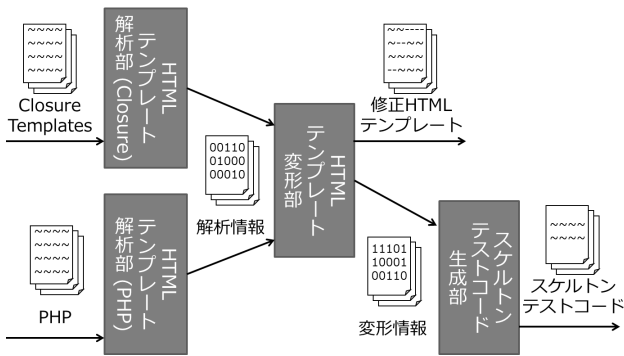 ~~~~
~~~~
~~~~
~~~~
Closure
Templates
HTML
テンプレート
解析部 (Closure)
~~~~
~~~~
~~~~
~~~~
PHP
HTML
テンプレート
解析部 (PHP)
00110
01000
00010
解析情報
HTML
テンプレート
変形部
~~---
~--~~
~~~--
--~~~
修正HTML
テンプレート
11101
10001
00110
変形情報
スケルトン
テストコード
生成部
~~~~
~~~~
スケルトン
テストコード